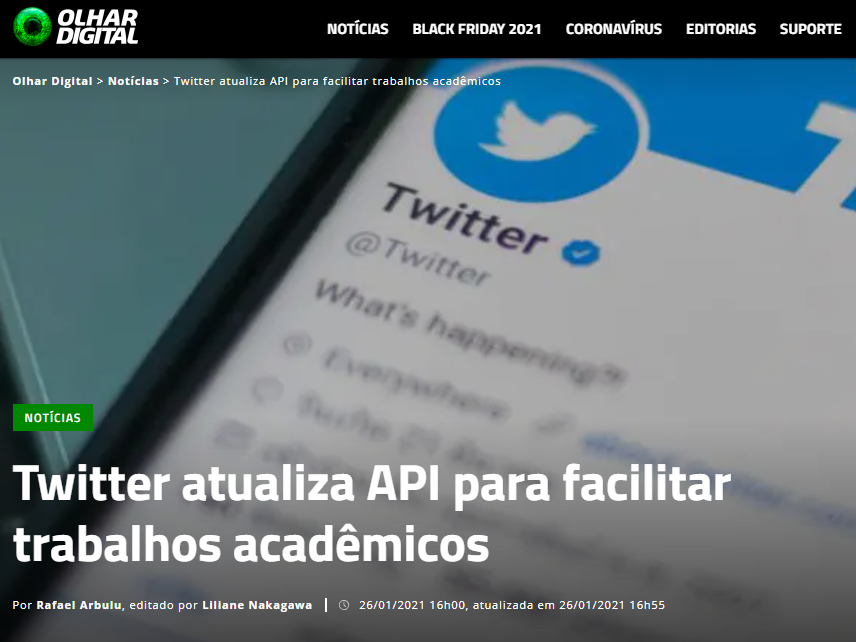 OLHAR
DIGITAL
NOTÍCIAS BLACK FRIDAY 2021 CORONAVÍRUS EDITORIAS SUPORTE
Olhar Digital > Notícias > Twitter atualiza API para facilitar trabalhos acadêmicos
Twitter
@Twitter
What's happening?!
Everywhere
NOTÍCIAS
Twitter atualiza API para facilitar
trabalhos acadêmicos
Por Rafael Arbulu, editado por Liliane Nakagawa | 26/01/2021 16h00, atualizada em 26/01/2021 16h55